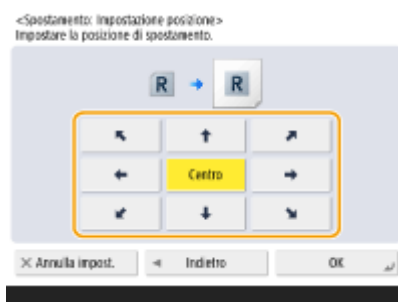 <Spostamento: Impostazione posizione>
Impostare la posizione di spostamento.
R R
Centro
Annulla impost. Indietro OK